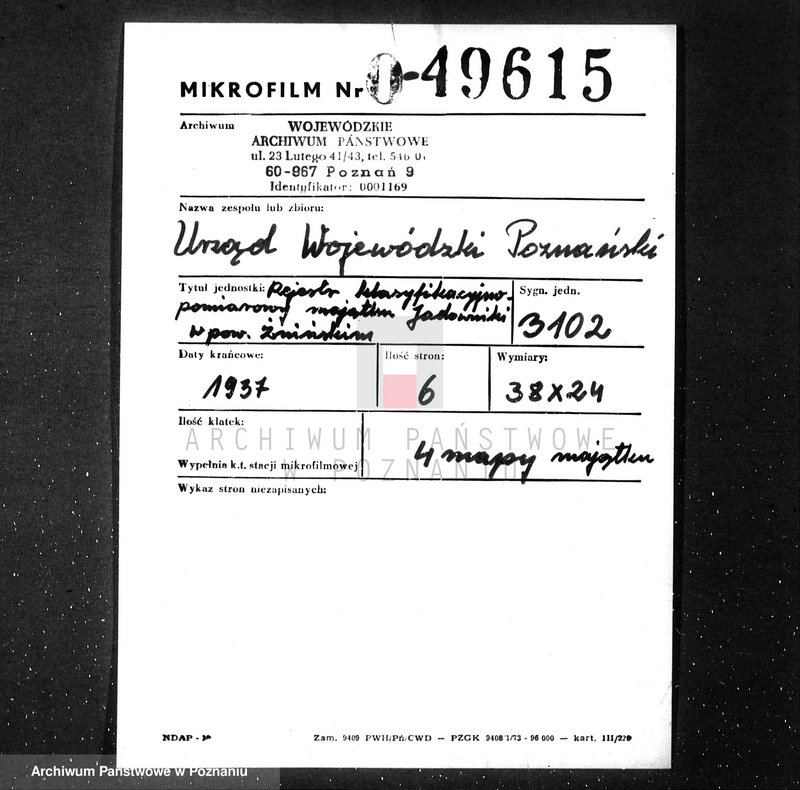 MIKROFILM Nr 0-49615
Archiwum
WOJEWÓDZKIE
ARCHIWUM PAŃSTWOWE
ul. 23 Lutego 41/43, tel. 546 01
60-967 Poznań 9
Identyfikator: 0001169
Nazwa zespołu lub zbioru:
Urząd Wojewódzki Poznański
Tytuł jednostki: Rejestr klasyfikacyjno-
pomiarowy majątku Jadowniki
w pow. Żnińskim
Sygn. jedn.
3102
Daty krańcowe:
1937
Ilość stron:
6
Wymiary:
38x24
Ilość klatek:
Wypełnia k.t. stacji mikrofilmowej
4 mapy majątku
ARCHIWUM PAŃSTWOWE
W POZNANIU
Wykaz stron niezapisanych:
NDAP -
Zam. 9409 PWH/Pń/CWD — PZGK 9408/1/73 - 96 000 — kart. III/220
Archiwum Państwowe w Poznaniu